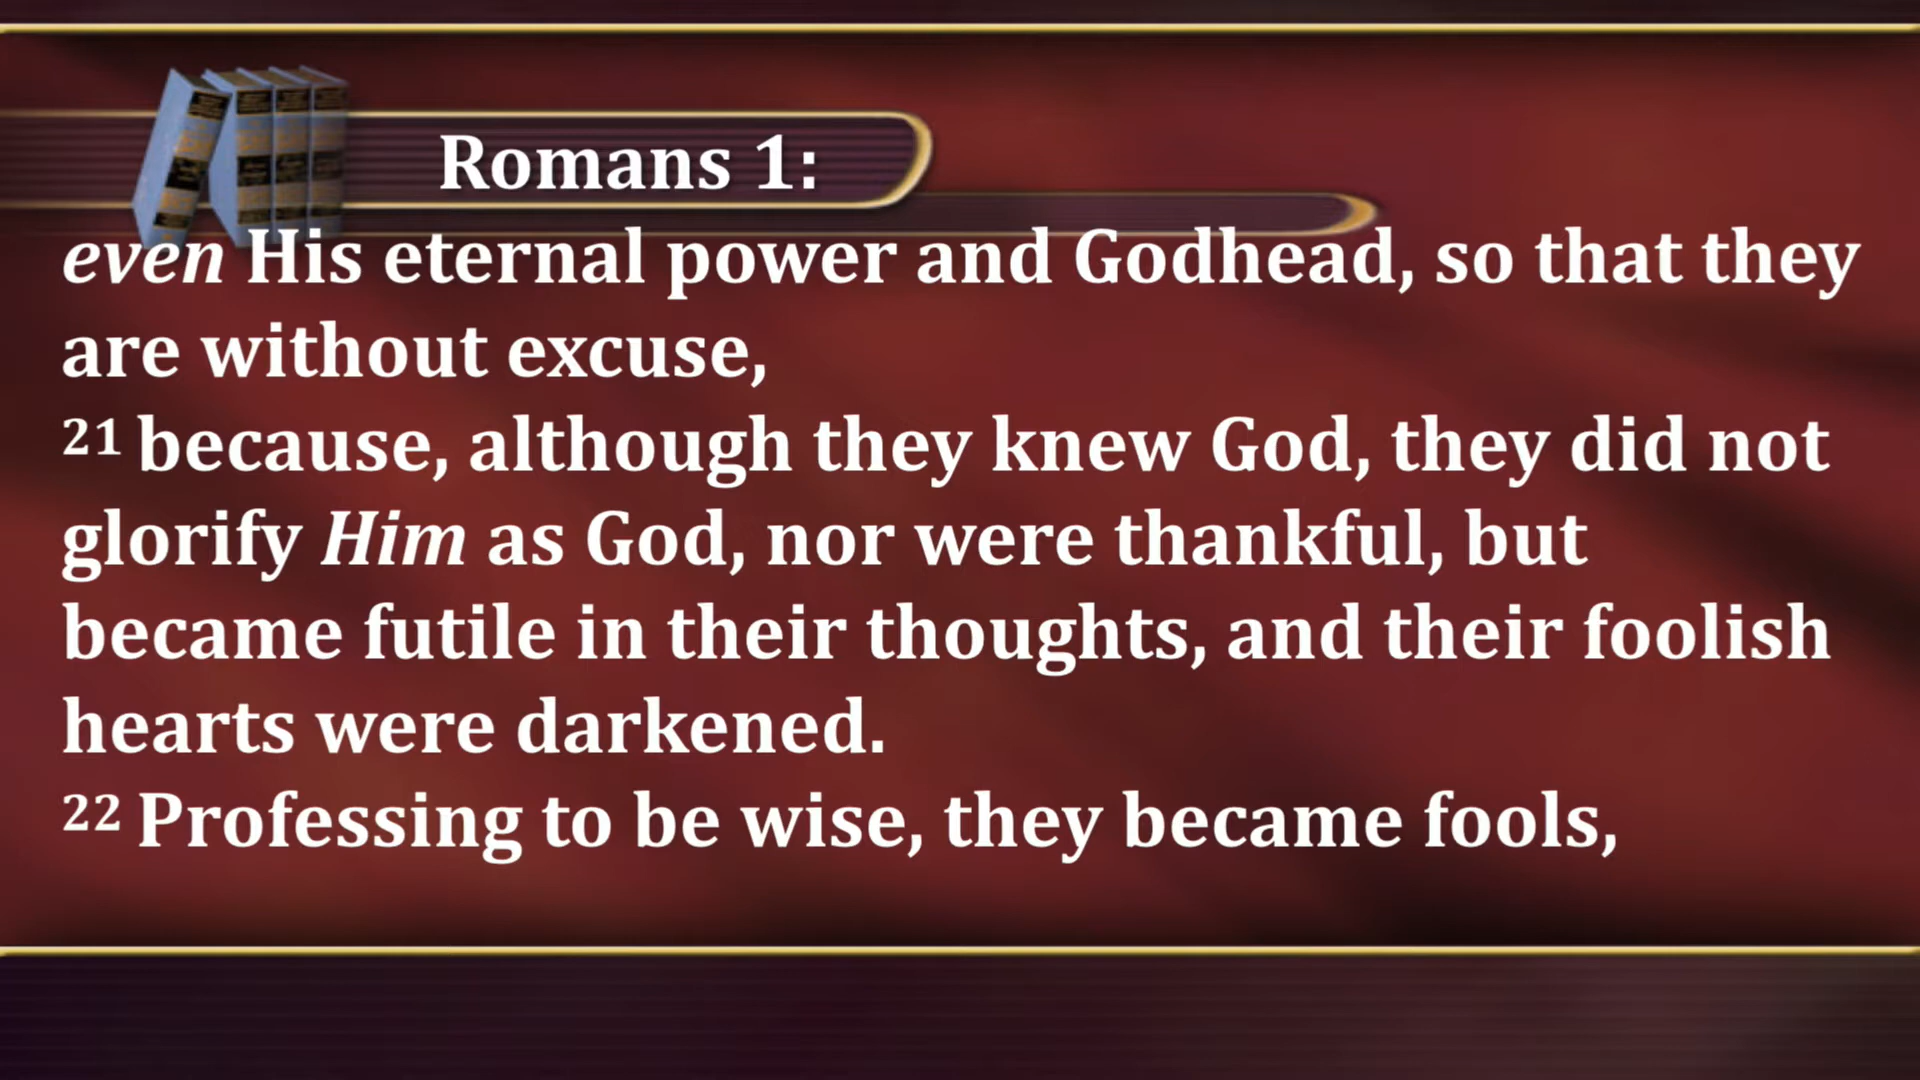 Romans 1:
even His eternal power and Godhead, so that they
are without excuse,
21 because, although they knew God, they did not
glorify Him as God, nor were thankful, but
became futile in their thoughts, and their foolish
hearts were darkened.
22 Professing to be wise, they became fools,